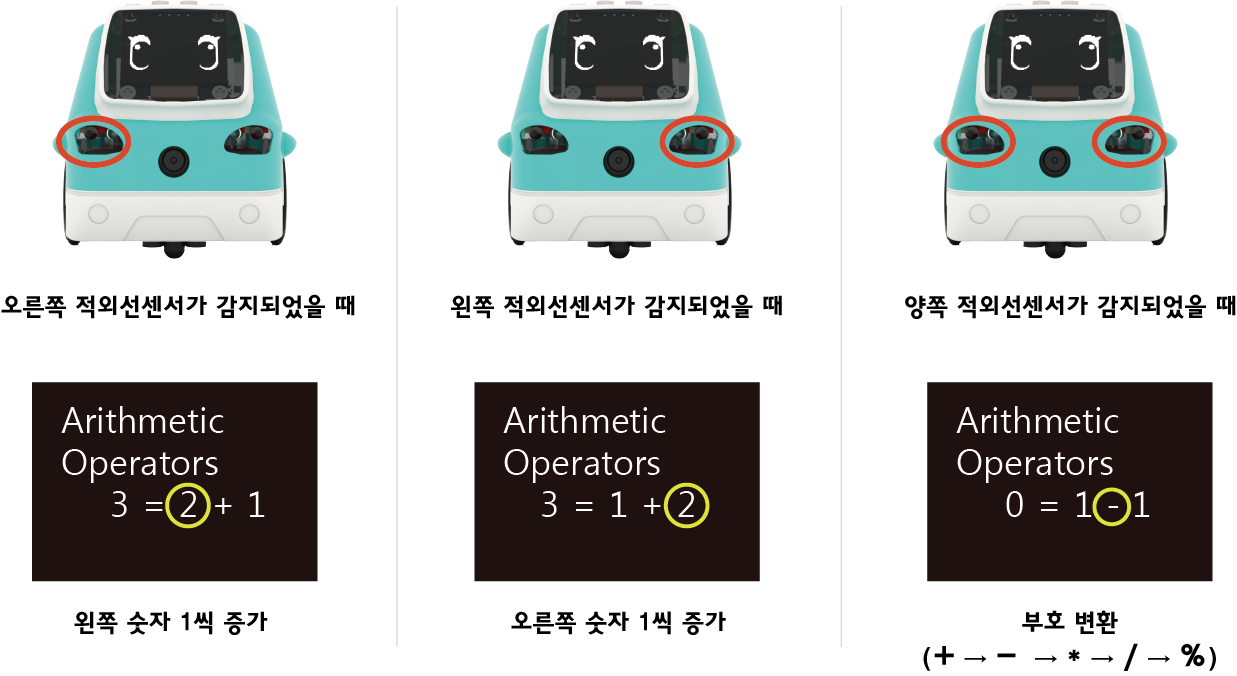 오른쪽 적외선센서가 감지되었을 때
Arithmetic
Operators
3 = 2 + 1
왼쪽 숫자 1씩 증가
왼쪽 적외선센서가 감지되었을 때
Arithmetic
Operators
3 = 1 + 2
오른쪽 숫자 1씩 증가
양쪽 적외선센서가 감지되었을 때
Arithmetic
Operators
0 = 1 - 1
부호 변환
(+ → − → * → / → %)